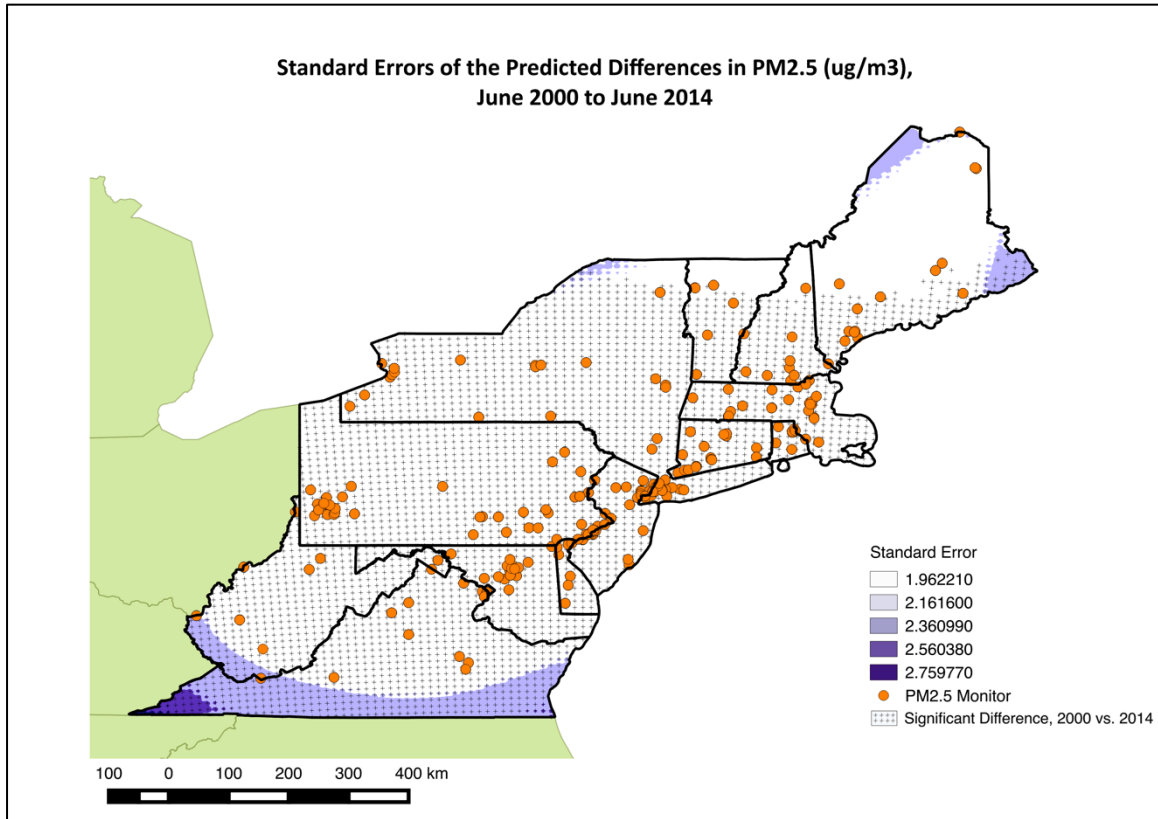 Standard Errors of the Predicted Differences in PM2.5 (ug/m3),
June 2000 to June 2014
Standard Error
1.962210
2.161600
2.360990
2.560380
2.759770
PM2.5 Monitor
Significant Difference, 2000 vs. 2014
100 0 100 200 300 400 km